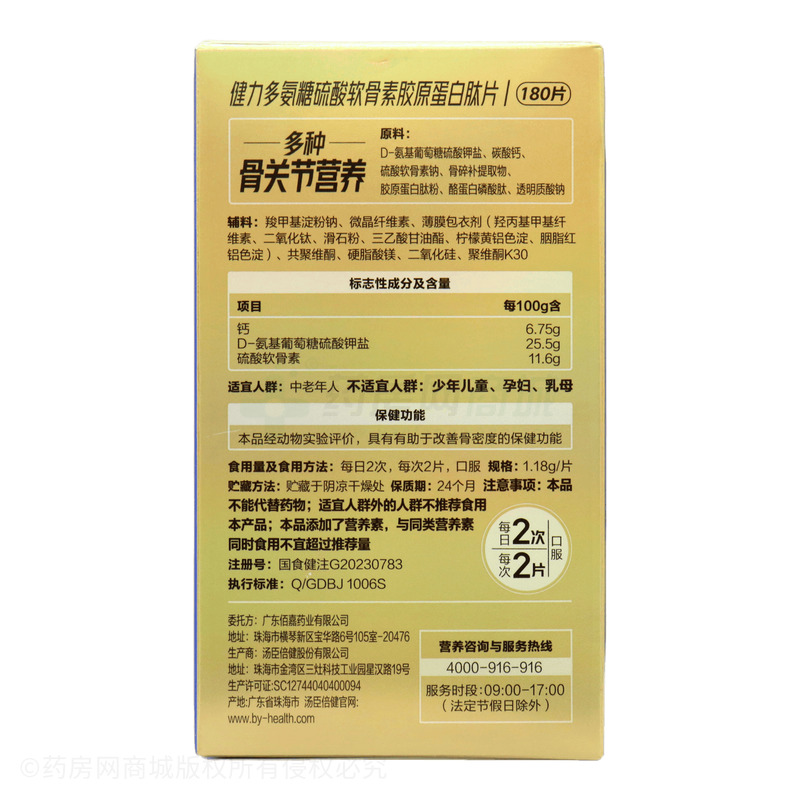 健力多氨糖硫酸软骨素胶原蛋白肽片 180片
多种
骨关节营养
原料：
D-氨基葡萄糖硫酸钾盐、碳酸钙、
硫酸软骨素钠、骨碎补提取物、
胶原蛋白肽粉、酪蛋白磷酸肽、透明质酸钠
辅料：羧甲基淀粉钠、微晶纤维素、薄膜包衣剂（羟丙基甲基纤
维素、二氧化钛、滑石粉、三乙酸甘油酯、柠檬黄铝色淀、胭脂红
铝色淀）、共聚维酮、硬脂酸镁、二氧化硅、聚维酮K30
标志性成分及含量
项目 每100g含
钙 6.75g
D-氨基葡萄糖硫酸钾盐 25.5g
硫酸软骨素 11.6g
适宜人群：中老年人 不适宜人群：少年儿童、孕妇、乳母
保健功能
本品经动物实验评价，具有有助于改善骨密度的保健功能
食用量及食用方法：每日2次，每次2片，口服 规格：1.18g/片
贮藏方法：贮藏于阴凉干燥处 保质期：24个月 注意事项：本品
不能代替药物；适宜人群外的人群不推荐食用
本产品；本品添加了营养素，与同类营养素
同时食用不宜超过推荐量
注册号：国食健注G20230783
执行标准：Q/GDBJ 1006S
每日2次
每次2片
口服
委托方：广东佰嘉药业有限公司
地址：珠海市横琴新区宝华路6号105室-20476
生产商：汤臣倍健股份有限公司
地址：珠海市金湾区三灶科技工业园星汉路19号
生产许可证:SC12744040400094
产地:广东省珠海市 汤臣倍健官网:
www.by-health.com
营养咨询与服务热线
4000-916-916
服务时段：09:00-17:00
（法定节假日除外）
药房网商城
©药房网商城版权所有侵权必究